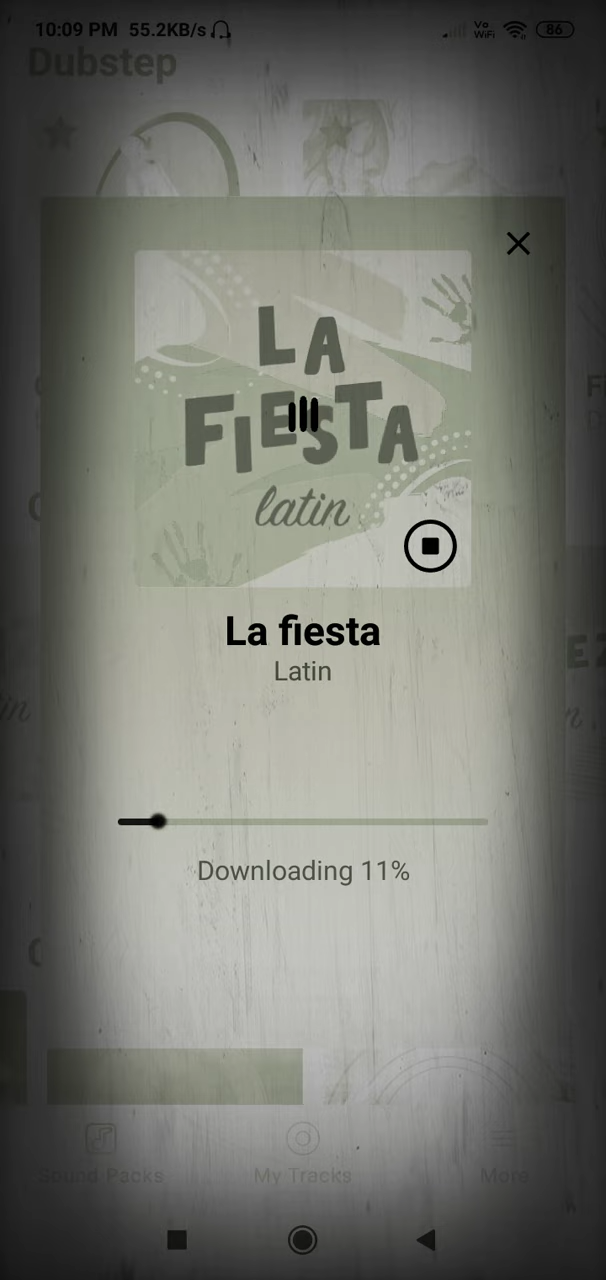 10:09 PM 55.2KB/s
Vo
WiFi
86
Dubstep
LA
FIESTA
latin
La fiesta
Latin
Downloading 11%
Sound Packs
My Tracks
More